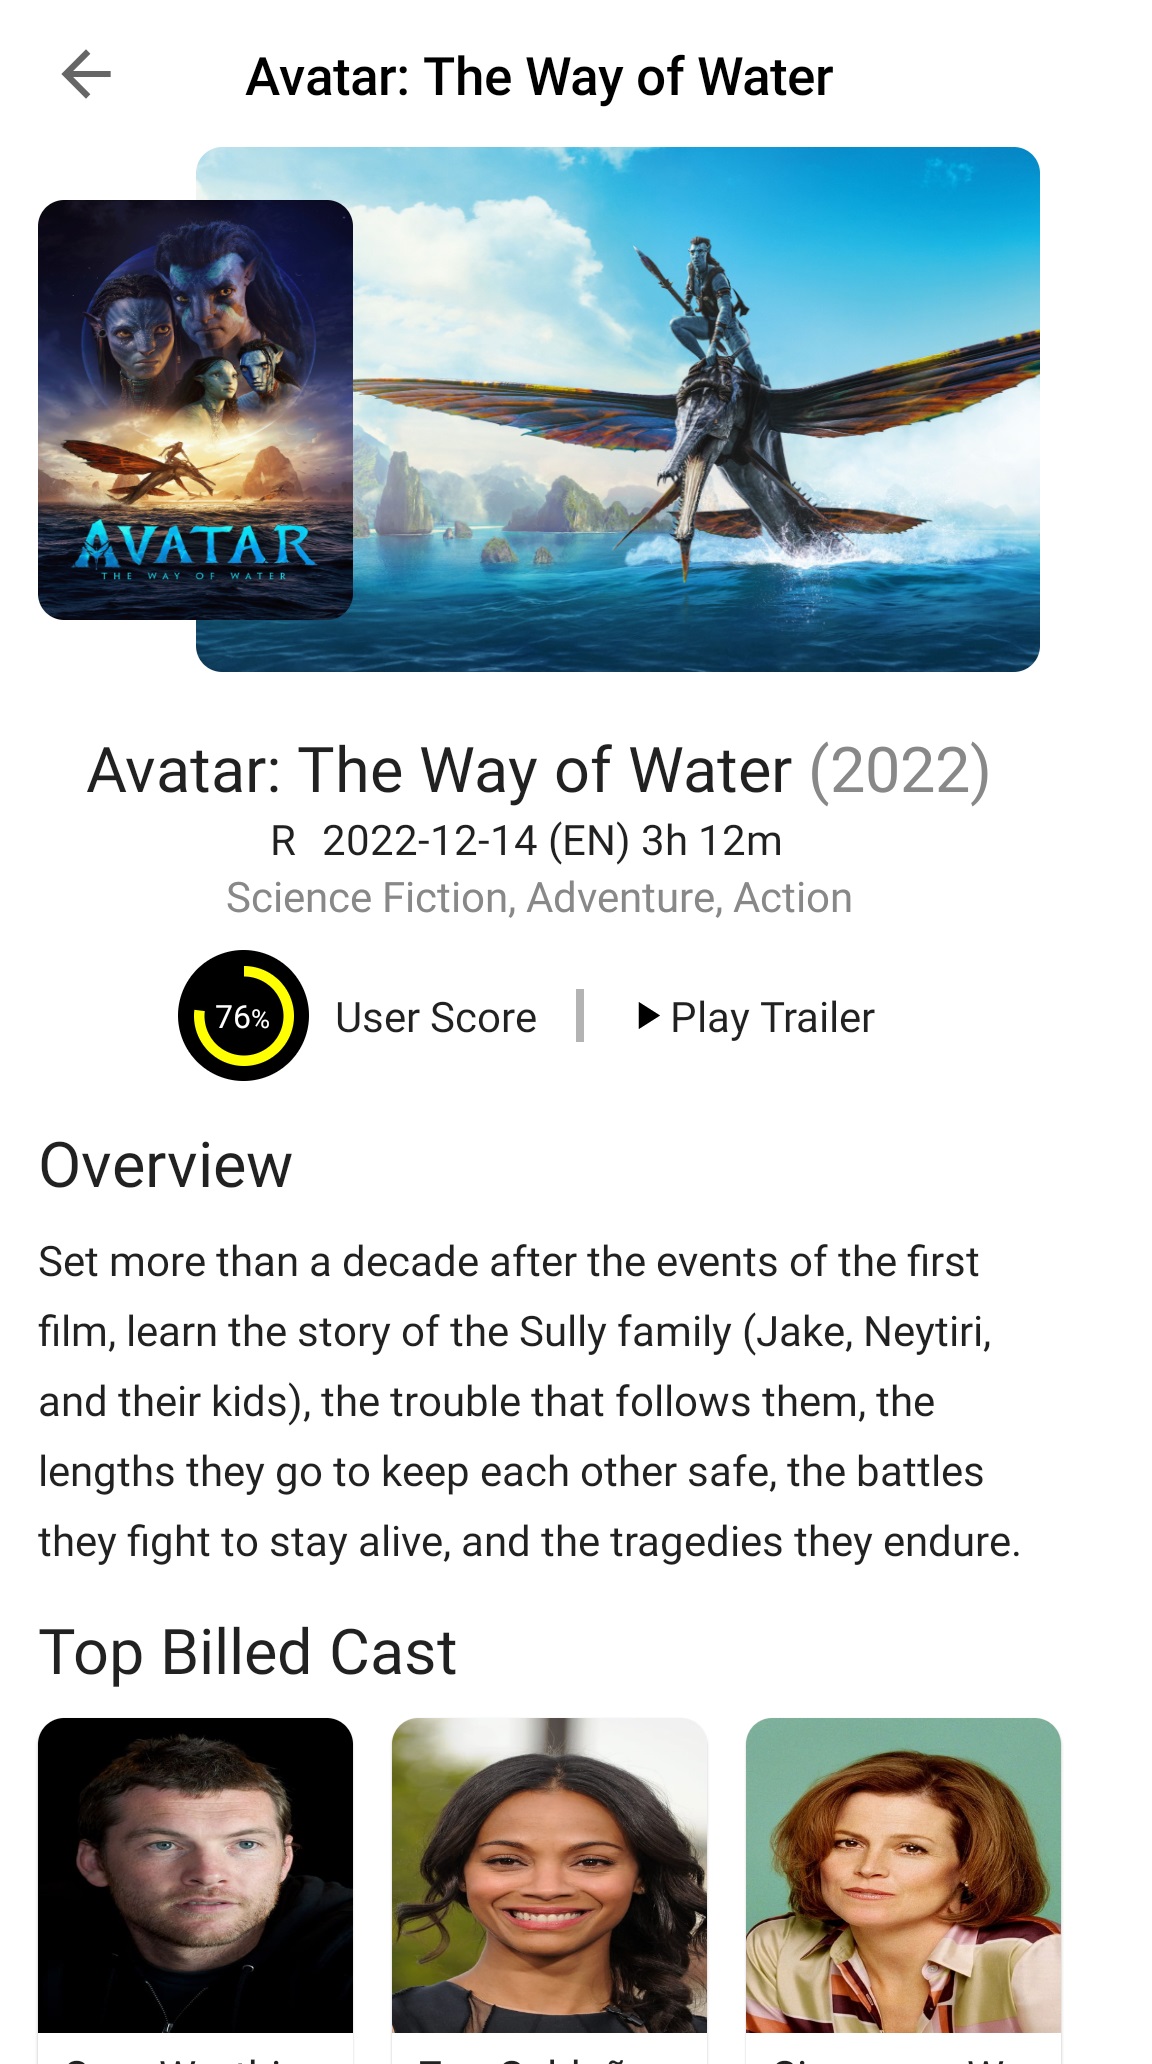 Avatar: The Way of Water
AVATAR
THE WAY OF WATER
Avatar: The Way of Water (2022)
R 2022-12-14 (EN) 3h 12m
Science Fiction, Adventure, Action
76%
User Score
Play Trailer
Overview
Set more than a decade after the events of the first
film, learn the story of the Sully family (Jake, Neytiri,
and their kids), the trouble that follows them, the
lengths they go to keep each other safe, the battles
they fight to stay alive, and the tragedies they endure.
Top Billed Cast